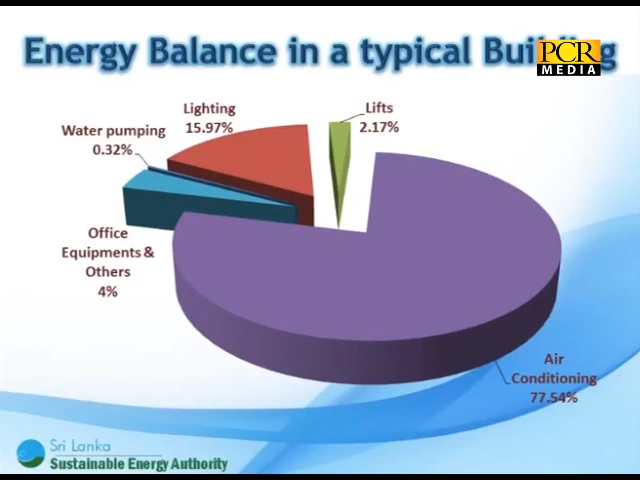 Energy Balance in a typical Building
PCR
MEDIA
Lighting
15.97%
Lifts
2.17%
Water pumping
0.32%
Office
Equipments &
Others
4%
Air
Conditioning
77.54%
Sri Lanka
Sustainable Energy Authority